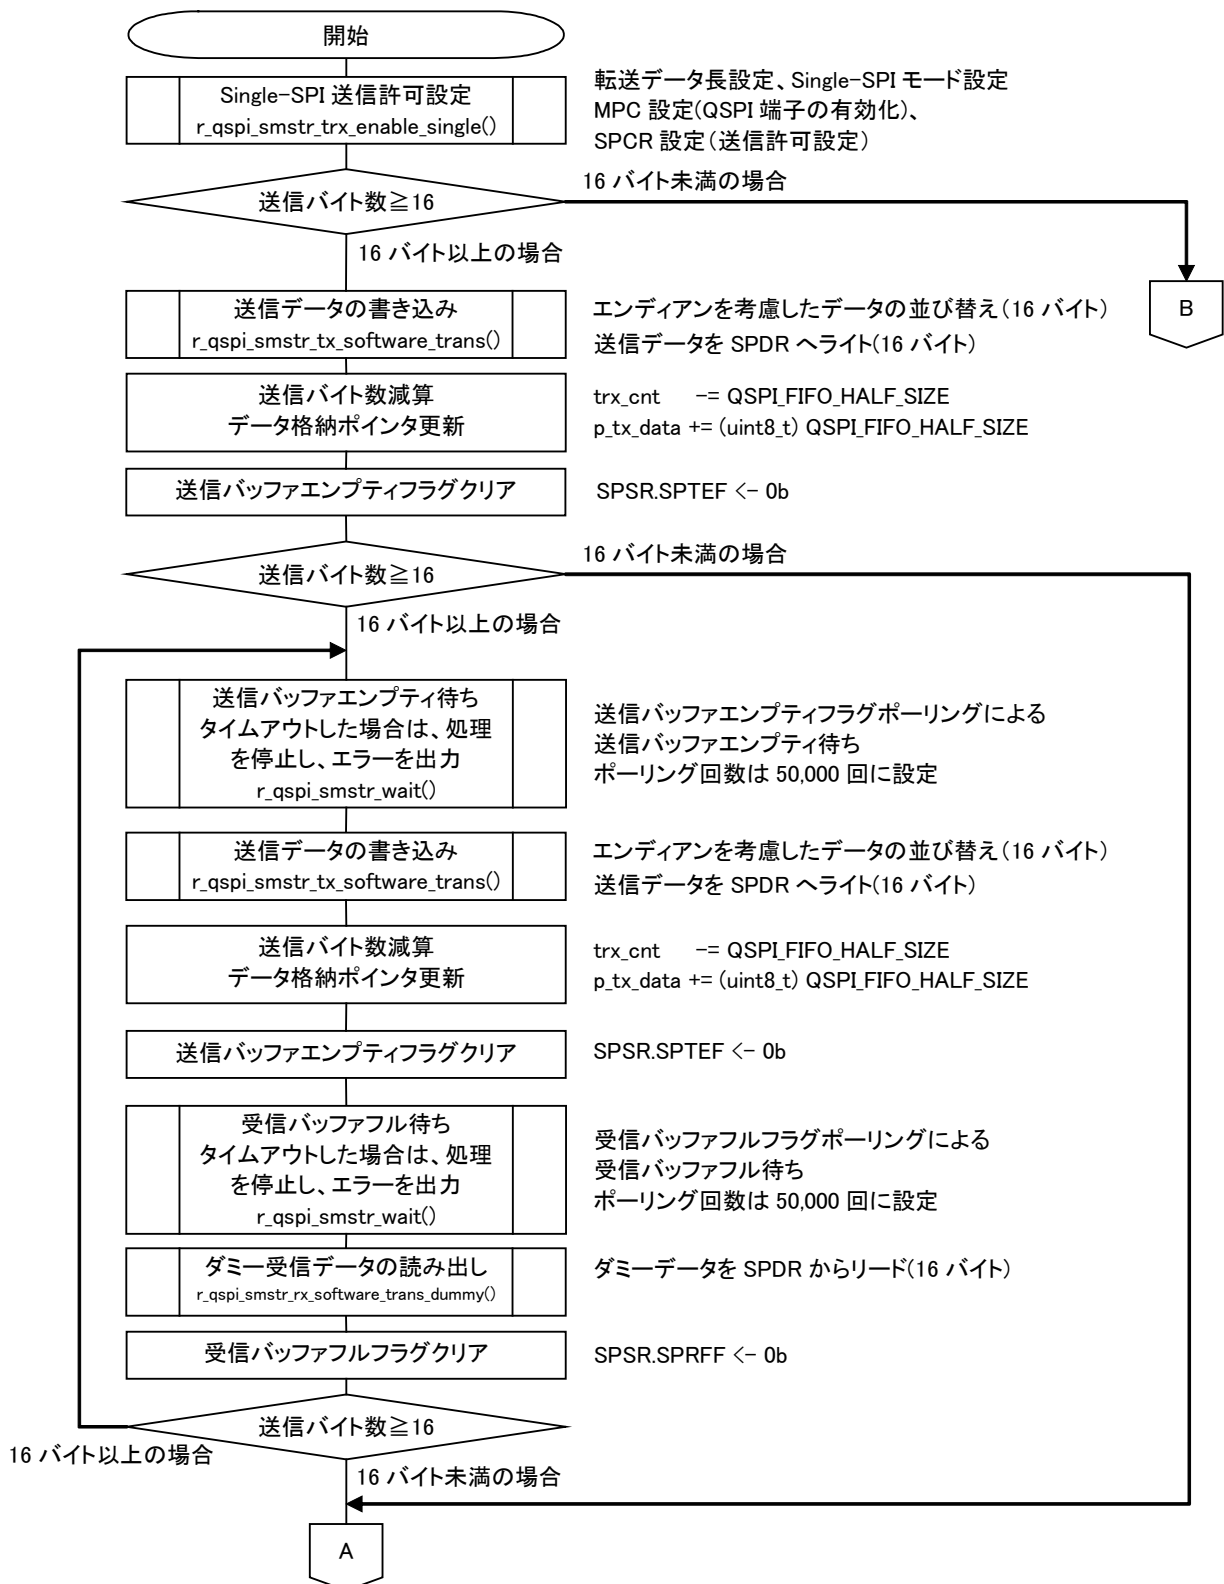 開始
Single-SPI 送信許可設定
r_qspi_smstr_trx_enable_single()
転送データ長設定、Single-SPI モード設定
MPC 設定(QSPI 端子の有効化)、
SPCR 設定(送信許可設定)
送信バイト数≧16
16 バイト未満の場合
16 バイト以上の場合
B
送信データの書き込み
r_qspi_smstr_tx_software_trans()
エンディアンを考慮したデータの並び替え(16 バイト)
送信データを SPDR へライト(16 バイト)
送信バイト数減算
データ格納ポインタ更新
trx_cnt -= QSPI_FIFO_HALF_SIZE
p_tx_data += (uint8_t) QSPI_FIFO_HALF_SIZE
送信バッファエンプティフラグクリア
SPSR.SPTEF <- 0b
送信バイト数≧16
16 バイト未満の場合
16 バイト以上の場合
送信バッファエンプティ待ち
タイムアウトした場合は、処理
を停止し、エラーを出力
r_qspi_smstr_wait()
送信バッファエンプティフラグポーリングによる
送信バッファエンプティ待ち
ポーリング回数は 50,000 回に設定
送信データの書き込み
r_qspi_smstr_tx_software_trans()
エンディアンを考慮したデータの並び替え(16 バイト)
送信データを SPDR へライト(16 バイト)
送信バイト数減算
データ格納ポインタ更新
trx_cnt -= QSPI_FIFO_HALF_SIZE
p_tx_data += (uint8_t) QSPI_FIFO_HALF_SIZE
送信バッファエンプティフラグクリア
SPSR.SPTEF <- 0b
受信バッファフル待ち
タイムアウトした場合は、処理
を停止し、エラーを出力
r_qspi_smstr_wait()
受信バッファフルフラグポーリングによる
受信バッファフル待ち
ポーリング回数は 50,000 回に設定
ダミー受信データの読み出し
r_qspi_smstr_rx_software_trans_dummy()
ダミーデータを SPDR からリード(16 バイト)
受信バッファフルフラグクリア
SPSR.SPRFF <- 0b
送信バイト数≧16
16 バイト以上の場合
16 バイト未満の場合
A